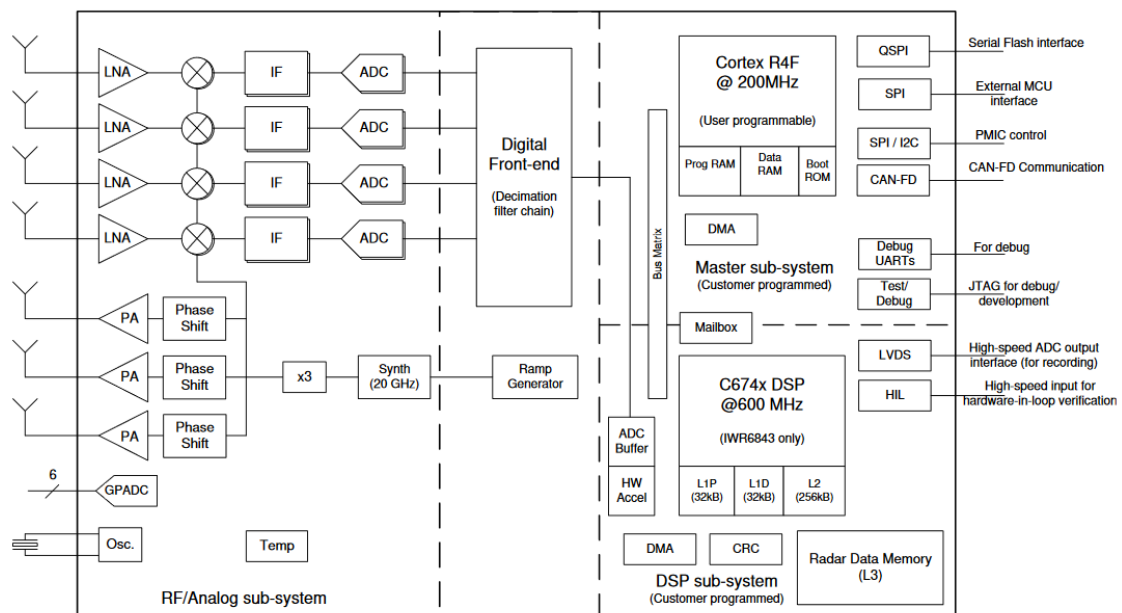 LNA
IF
ADC
LNA
IF
ADC
LNA
IF
ADC
LNA
IF
ADC
PA
Phase
Shift
PA
Phase
Shift
PA
Phase
Shift
x3
Synth
(20 GHz)
6
GPADC
Osc.
Temp
RF/Analog sub-system
Digital
Front-end
(Decimation
filter chain)
Ramp
Generator
Bus Matrix
Cortex R4F
@ 200MHz
(User programmable)
Prog RAM
Data
RAM
Boot
ROM
DMA
Master sub-system
(Customer programmed)
Mailbox
QSPI
Serial Flash interface
SPI
External MCU
interface
SPI / I2C
PMIC control
CAN-FD
CAN-FD Communication
Debug
UARTs
For debug
Test/
Debug
JTAG for debug/
development
LVDS
High-speed ADC output
interface (for recording)
HIL
High-speed input for
hardware-in-loop verification
C674x DSP
@600 MHz
(IWR6843 only)
L1P
(32kB)
L1D
(32kB)
L2
(256kB)
ADC
Buffer
HW
Accel
DMA
CRC
Radar Data Memory
(L3)
DSP sub-system
(Customer programmed)